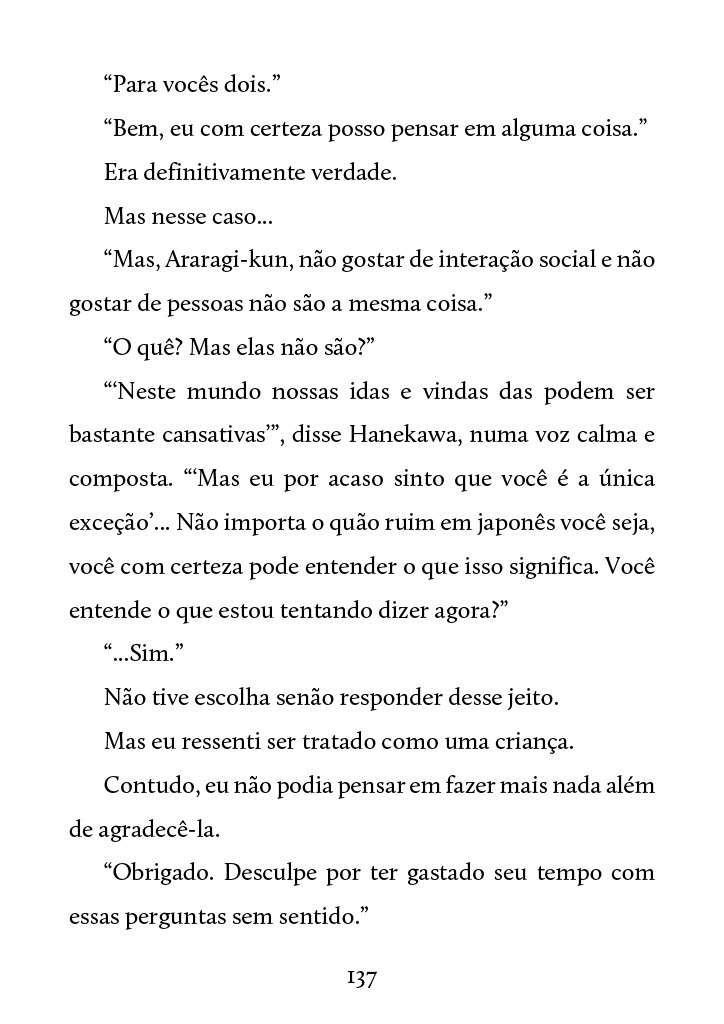 “Para vocês dois.”
“Bem, eu com certeza posso pensar em alguma coisa.”
Era definitivamente verdade.
Mas nesse caso...
“Mas, Araragi-kun, não gostar de interação social e não
gostar de pessoas não são a mesma coisa.”
“O quê? Mas elas não são?”
“‘Neste mundo nossas idas e vindas das podem ser
bastante cansativas’”, disse Hanekawa, numa voz calma e
composta. “‘Mas eu por acaso sinto que você é a única
exceção’... Não importa o quão ruim em japonês você seja,
você com certeza pode entender o que isso significa. Você
entende o que estou tentando dizer agora?”
“...Sim.”
Não tive escolha senão responder desse jeito.
Mas eu ressenti ser tratado como uma criança.
Contudo, eu não podia pensar em fazer mais nada além
de agradecê-la.
“Obrigado. Desculpe por ter gastado seu tempo com
essas perguntas sem sentido.”
137